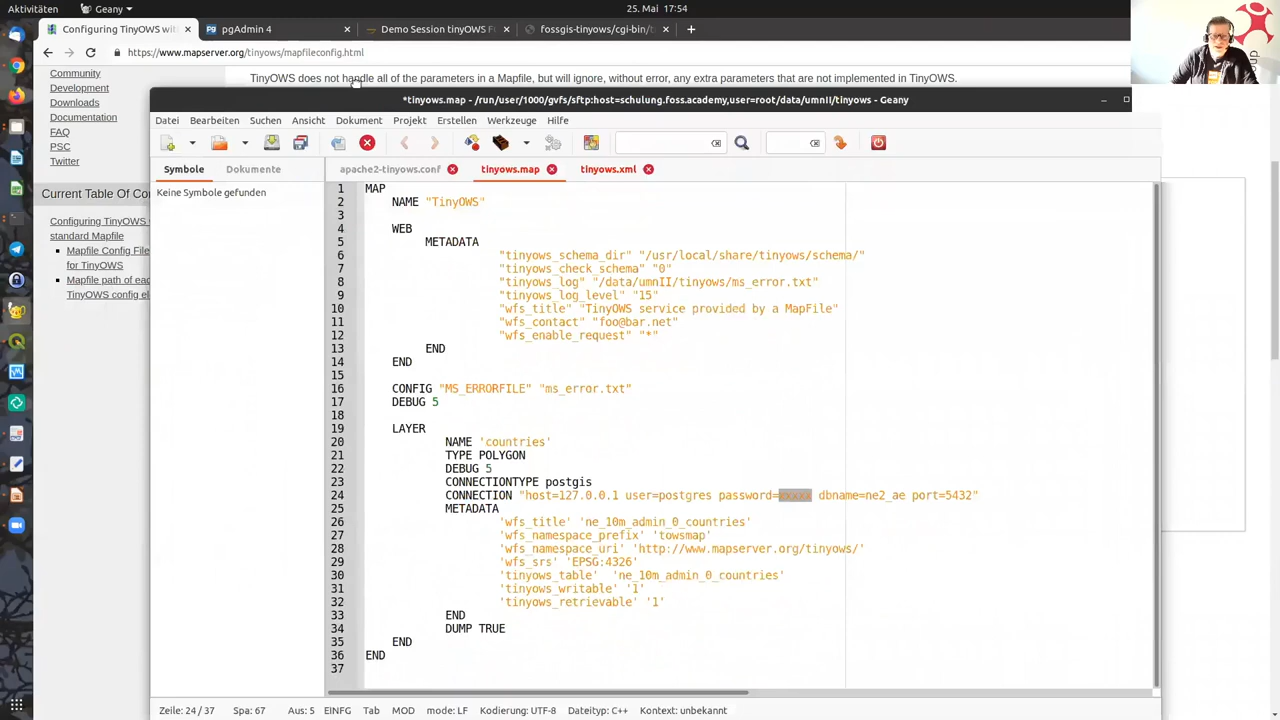 Aktivitäten
Geany
25. Mai 17:54
Configuring TinyOWS wit
pgAdmin 4
Demo Session tinyOWS F
fossgis-tinyows/cgi-bin/b
https://www.mapserver.org/tinyows/mapfileconfig.html
Community
Development
Downloads
Documentation
FAQ
PSC
Twitter
TinyOWS does not handle all of the parameters in a Mapfile, but will ignore, without error, any extra parameters that are not implemented in TinyOWS.
Current Table Of Co
Configuring TinyOWS
standard Mapfile
Mapfile Config File
for TinyOWS
Mapfile path of eac
TinyOWS config el
*tinyows.map - /run/user/1000/gvfs/sftp:host=schulung.foss.academy,user=root/data/umnII/tinyows - Geany
Datei Bearbeiten Suchen Ansicht Dokument Projekt Erstellen Werkzeuge Hilfe
Symbole Dokumente
Keine Symbole gefunden
apache2-tinyows.conf tinyows.map tinyows.xml
1 MAP
2 NAME "TinyOWS"
3
4 WEB
5 METADATA
6 "tinyows_schema_dir" "/usr/local/share/tinyows/schema/"
7 "tinyows_check_schema" "0"
8 "tinyows_log" "/data/umnII/tinyows/ms_error.txt"
9 "tinyows_log_level" "15"
10 "wfs_title" "TinyOWS service provided by a MapFile"
11 "wfs_contact" "foo@bar.net"
12 "wfs_enable_request" "*"
13 END
14 END
15
16 CONFIG "MS_ERRORFILE" "ms_error.txt"
17 DEBUG 5
18
19 LAYER
20 NAME 'countries'
21 TYPE POLYGON
22 DEBUG 5
23 CONNECTIONTYPE postgis
24 CONNECTION "host=127.0.0.1 user=postgres password=xxxxx dbname=ne2_ae port=5432"
25 METADATA
26 'wfs_title' 'ne_10m_admin_0_countries'
27 'wfs_namespace_prefix' 'towsmap'
28 'wfs_namespace_uri' 'http://www.mapserver.org/tinyows/'
29 'wfs_srs' 'EPSG:4326'
30 'tinyows_table' 'ne_10m_admin_0_countries'
31 'tinyows_writable' '1'
32 'tinyows_retrievable' '1'
33 END
34 DUMP TRUE
35 END
36 END
37
Zeile: 24 / 37 Spa: 67 Aus: 5 EINFG Tab MOD mode: LF Kodierung: UTF-8 Dateityp: C++ Kontext: unbekannt